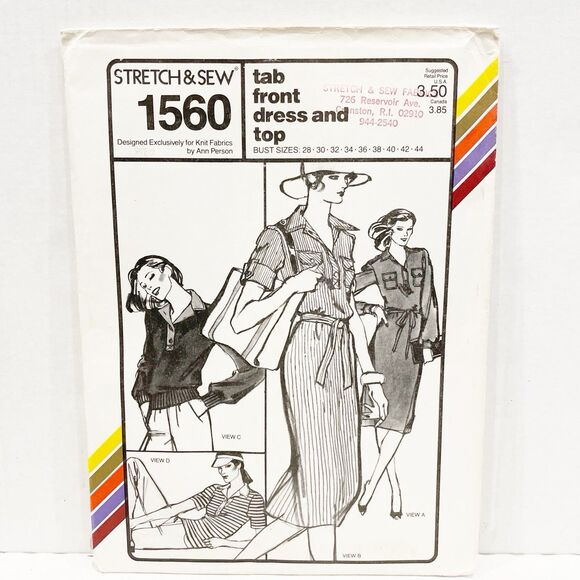 STRETCH & SEW®
1560
Designed Exclusively for Knit Fabrics
by Ann Person
tab
front
dress and
top
BUST SIZES: 28 • 30 • 32 • 34 • 36 • 38 • 40 • 42 • 44
Suggested
Retail Price
U.S.A.
3.50
Canada
3.85
STRETCH & SEW
726 Reservoir Ave.
Cranston, R.I. 02910
944-2540
VIEW C
VIEW D
VIEW A
VIEW B